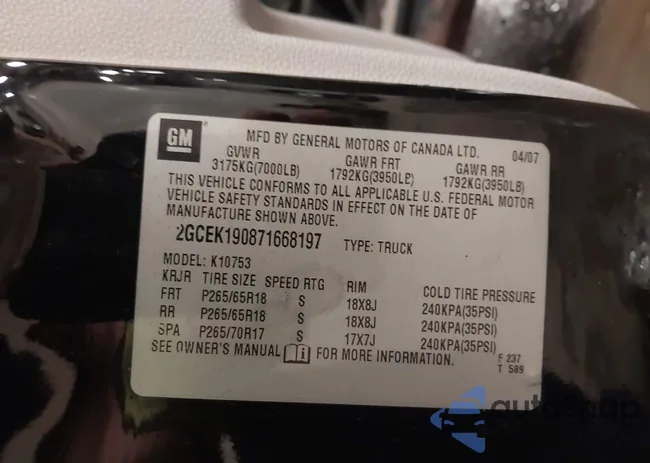 GM
MFD BY GENERAL MOTORS OF CANADA LTD. 04/07
GVWR GAWR FRT GAWR RR
3175KG(7000LB) 1792KG(3950LB) 1792KG(3950LB)
THIS VEHICLE CONFORMS TO ALL APPLICABLE U.S. FEDERAL MOTOR
VEHICLE SAFETY STANDARDS IN EFFECT ON THE DATE OF
MANUFACTURE SHOWN ABOVE.
2GCEK190871668197 TYPE: TRUCK
MODEL: K10753
KRJR TIRE SIZE SPEED RTG RIM COLD TIRE PRESSURE
FRT P265/65R18 S 18X8J 240KPA(35PSI)
RR P265/65R18 S 18X8J 240KPA(35PSI)
SPA P265/70R17 S 17X7J 240KPA(35PSI)
SEE OWNER'S MANUAL FOR MORE INFORMATION.
F 237
T 589
autosnap